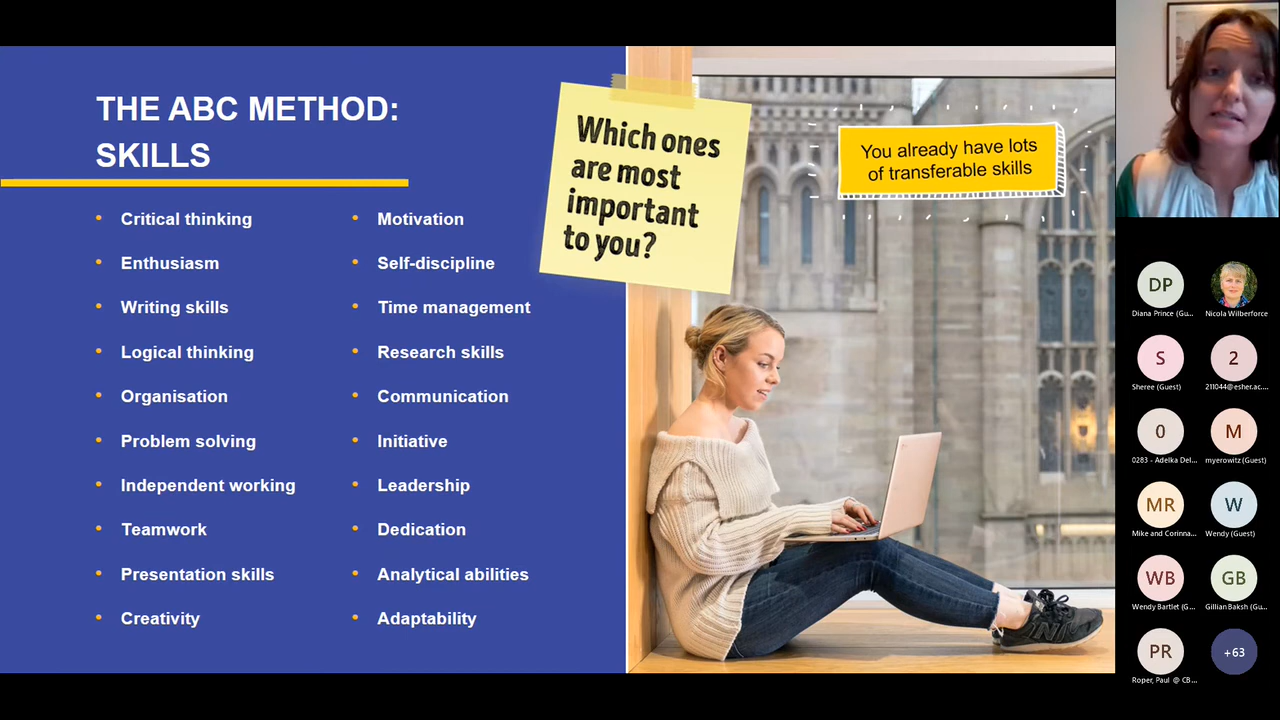 THE ABC METHOD:
SKILLS
Critical thinking
Enthusiasm
Writing skills
Logical thinking
Organisation
Problem solving
Independent working
Teamwork
Presentation skills
Creativity
Motivation
Self-discipline
Time management
Research skills
Communication
Initiative
Leadership
Dedication
Analytical abilities
Adaptability
Which ones
are most
important
to you?
You already have lots
of transferable skills
DP
Diana Prince (Gu...
Nicola Wilberforce
S
Sheree (Guest)
2
211044@esher.ac....
0
0283 - Adelka Del...
M
myerowitz (Guest)
MR
Mike and Corinna...
W
Wendy (Guest)
WB
Wendy Bartlet (G...
GB
Gillian Baksh (Gu...
PR
Roper, Paul @ CB...
+63